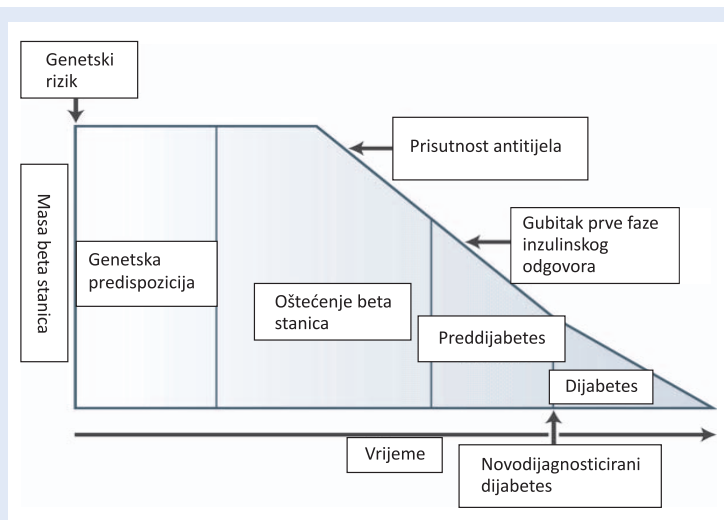 Genetski
rizik
Prisutnost antitijela
Masa beta stanica
Gubitak prve faze
inzulinskog
odgovora
Genetska
predispozicija
Oštećenje beta
stanica
Preddijabetes
Dijabetes
Vrijeme
Novodijagnosticirani
dijabetes